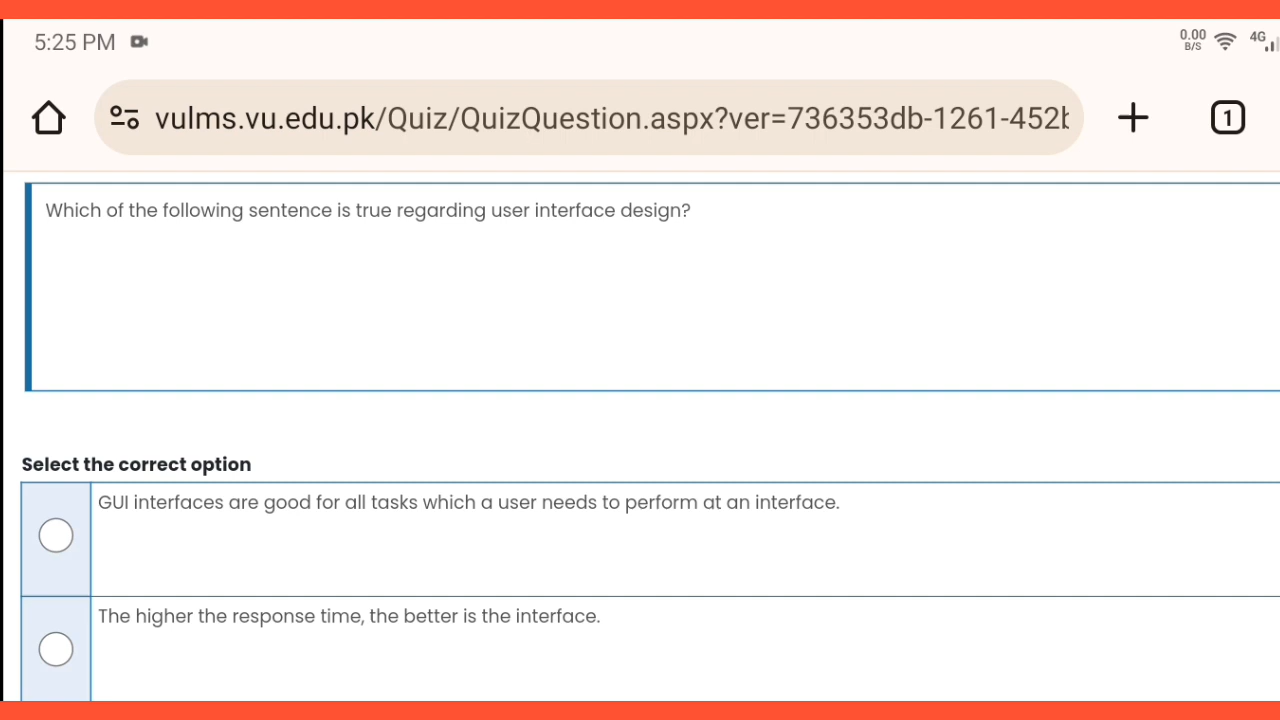 5:25 PM
0.00 B/S 4G
vulms.vu.edu.pk/Quiz/QuizQuestion.aspx?ver=736353db-1261-452b
1
Which of the following sentence is true regarding user interface design?
Select the correct option
GUI interfaces are good for all tasks which a user needs to perform at an interface.
The higher the response time, the better is the interface.